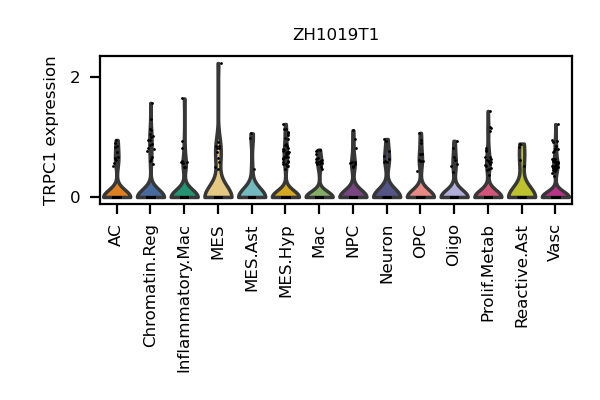 ZH1019T1
TRPC1 expression
2
0
AC
Chromatin.Reg
Inflammatory.Mac
MES
MES.Ast
MES.Hyp
Mac
NPC
Neuron
OPC
Oligo
Prolif.Metab
Reactive.Ast
Vasc